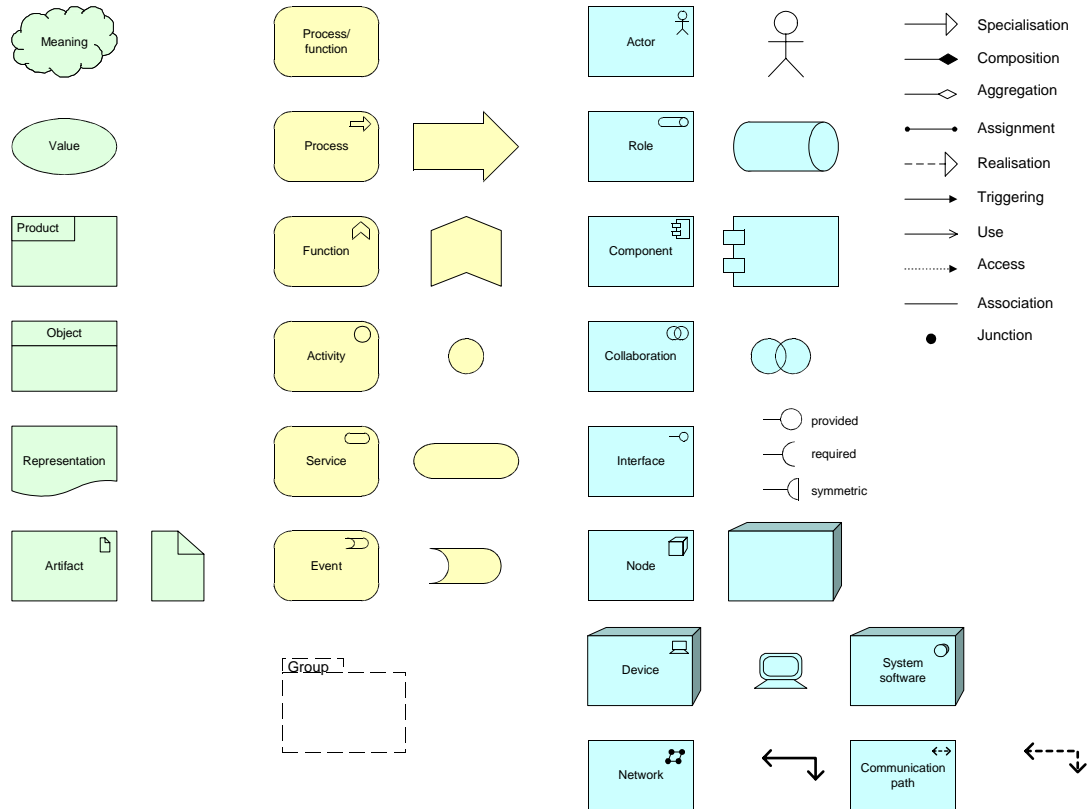 Meaning
Process/
function
Actor
Specialisation
Composition
Aggregation
Value
Process
Role
Assignment
Realisation
Triggering
Product
Function
Component
Use
Access
Association
Object
Activity
Collaboration
Junction
Representation
Service
Interface
provided
required
symmetric
Artifact
Event
Node
Group
Device
System
software
Network
Communication
path